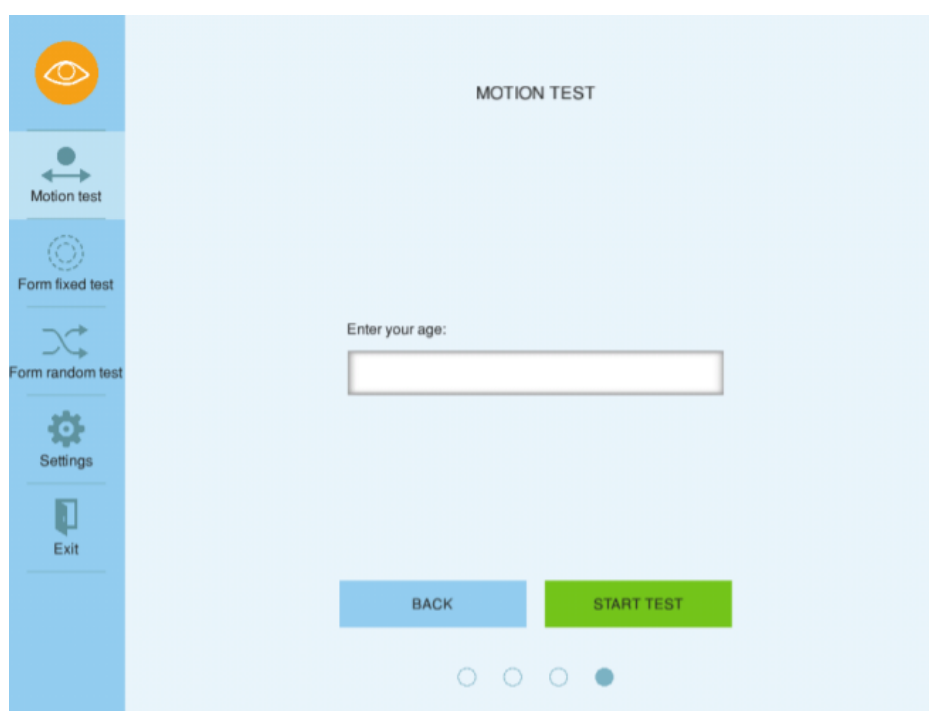 MOTION TEST
Motion test
Form fixed test
Form random test
Settings
Exit
Enter your age:
BACK
START TEST